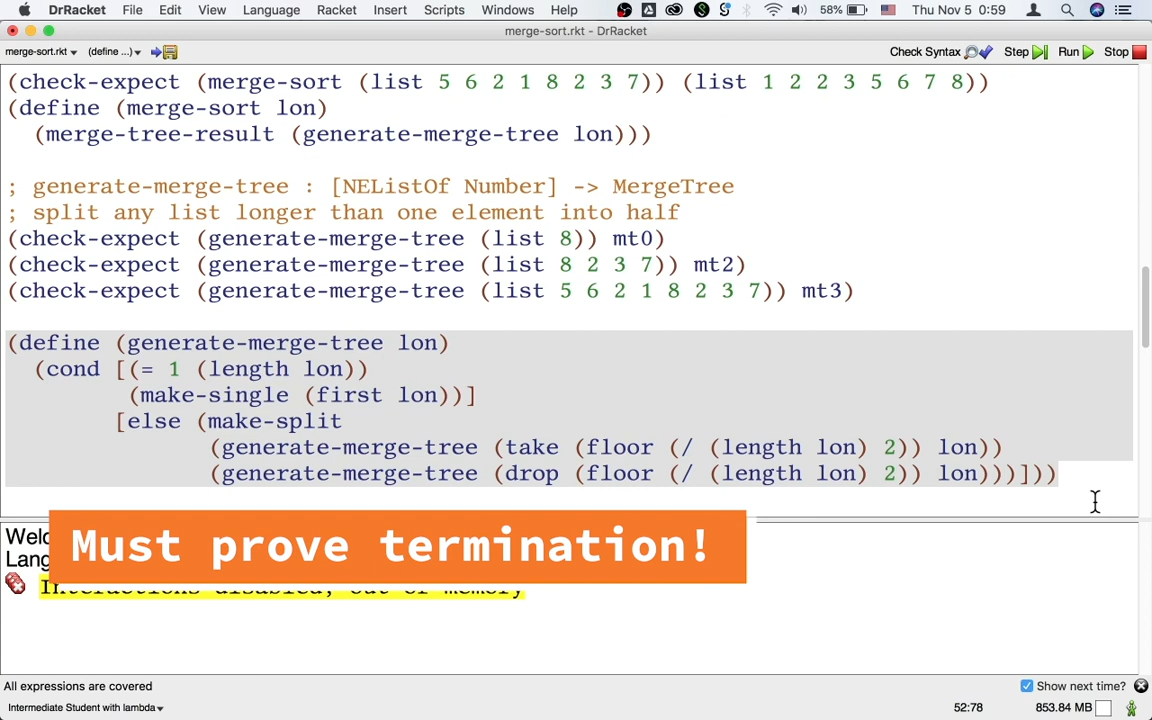 DrRacket File Edit View Language Racket Insert Scripts Windows Help 58% Thu Nov 5 0:59
merge-sort.rkt - DrRacket
merge-sort.rkt (define ...) Check Syntax Step Run Stop
(check-expect (merge-sort (list 5 6 2 1 8 2 3 7)) (list 1 2 2 3 5 6 7 8))
(define (merge-sort lon)
(merge-tree-result (generate-merge-tree lon)))
; generate-merge-tree : [NEListOf Number] -> MergeTree
; split any list longer than one element into half
(check-expect (generate-merge-tree (list 8)) mt0)
(check-expect (generate-merge-tree (list 8 2 3 7)) mt2)
(check-expect (generate-merge-tree (list 5 6 2 1 8 2 3 7)) mt3)
(define (generate-merge-tree lon)
(cond [(= 1 (length lon))
(make-single (first lon))]
[else (make-split
(generate-merge-tree (take (floor (/ (length lon) 2)) lon))
(generate-merge-tree (drop (floor (/ (length lon) 2)) lon)))]))
Welc
Lang
Must prove termination!
Interactions disabled; out of memory
All expressions are covered Show next time?
Intermediate Student with lambda 52:78 853.84 MB